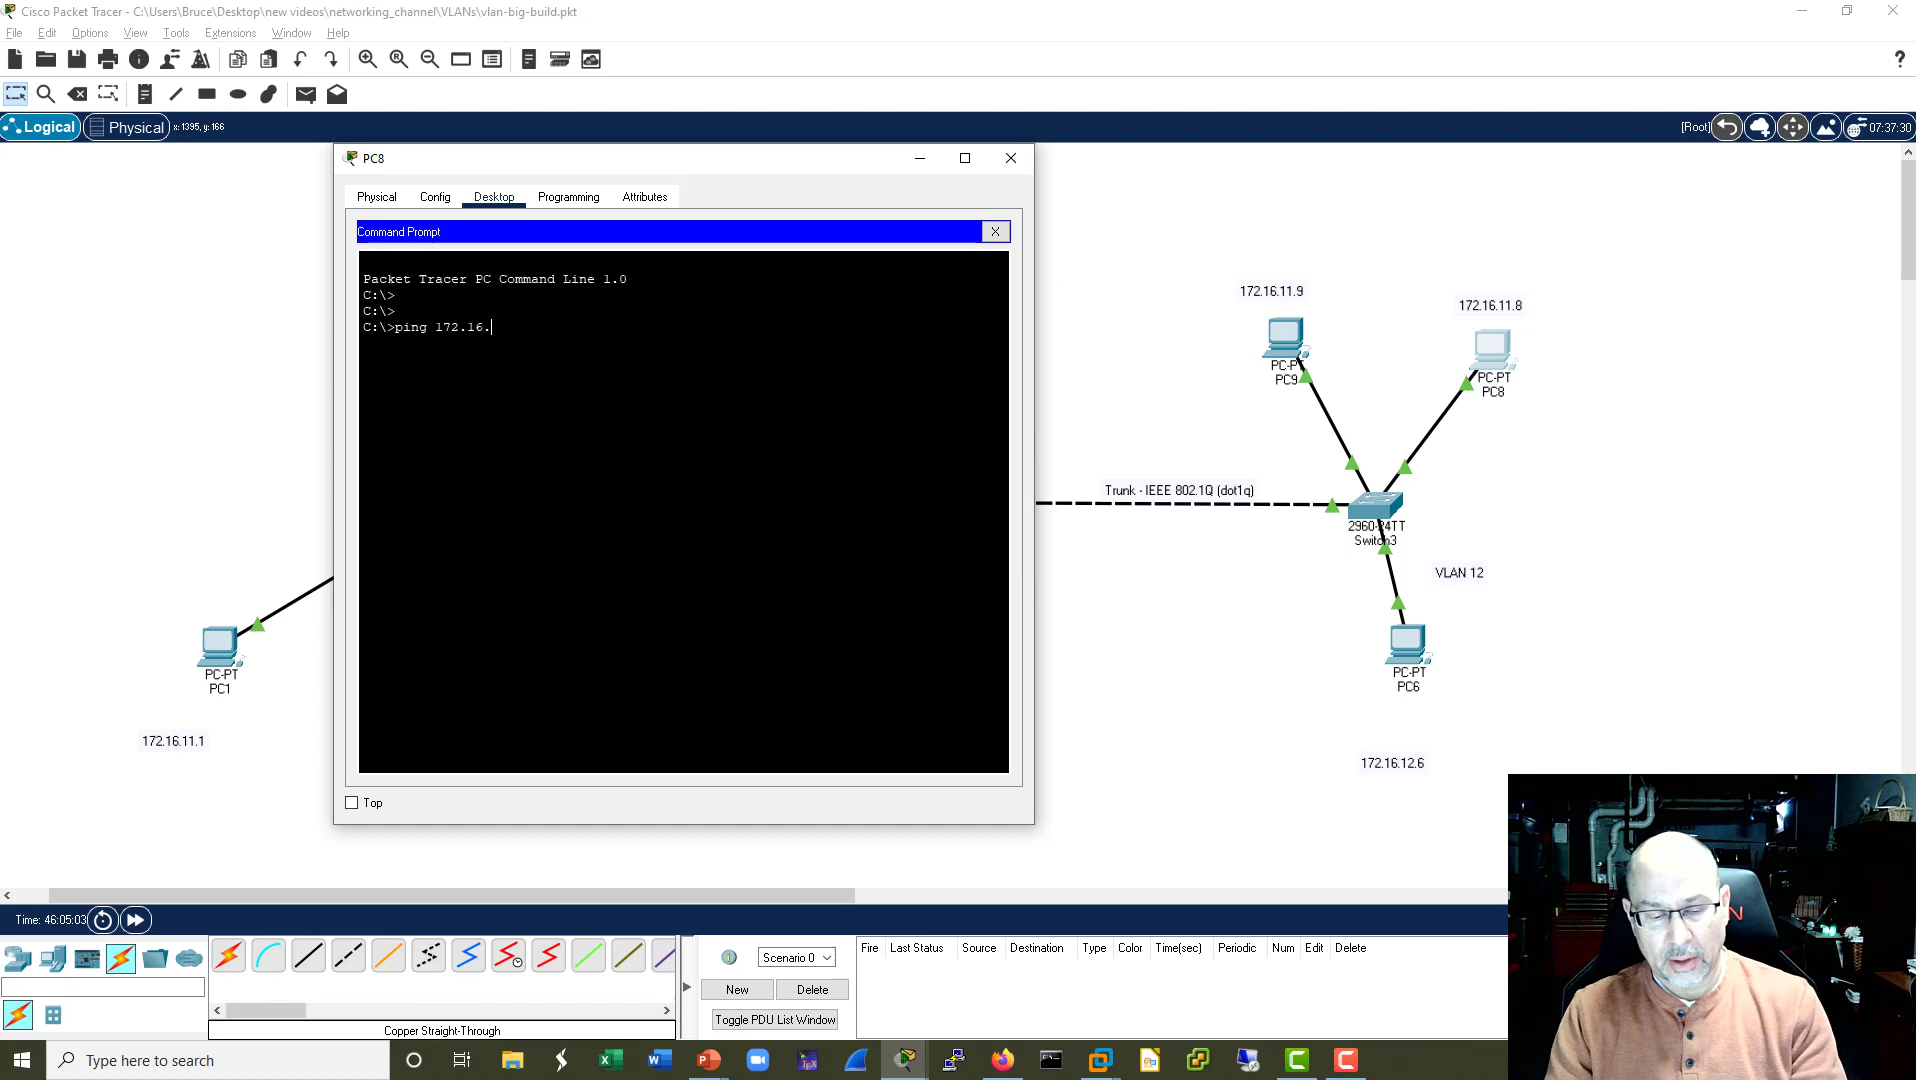 Cisco Packet Tracer - C:\Users\Bruce\Desktop\new videos\networking_channel\VLANs\vlan-big-build.pkt
File Edit Options View Tools Extensions Window Help
?
Logical Physical x: 1395, y: 166
[Root] 07:37:30
PC8
Physical Config Desktop Programming Attributes
Command Prompt
X
Packet Tracer PC Command Line 1.0
C:\>
C:\>
C:\>ping 172.16.
Top
172.16.11.9
PC-PT
PC9
172.16.11.8
PC-PT
PC8
Trunk - IEEE 802.1Q (dot1q)
2960-24TT
Switch3
VLAN 12
PC-PT
PC6
172.16.12.6
PC-PT
PC1
172.16.11.1
Time: 46:05:03
Scenario 0
New Delete
Toggle PDU List Window
Fire Last Status Source Destination Type Color Time(sec) Periodic Num Edit Delete
Copper Straight-Through
Type here to search